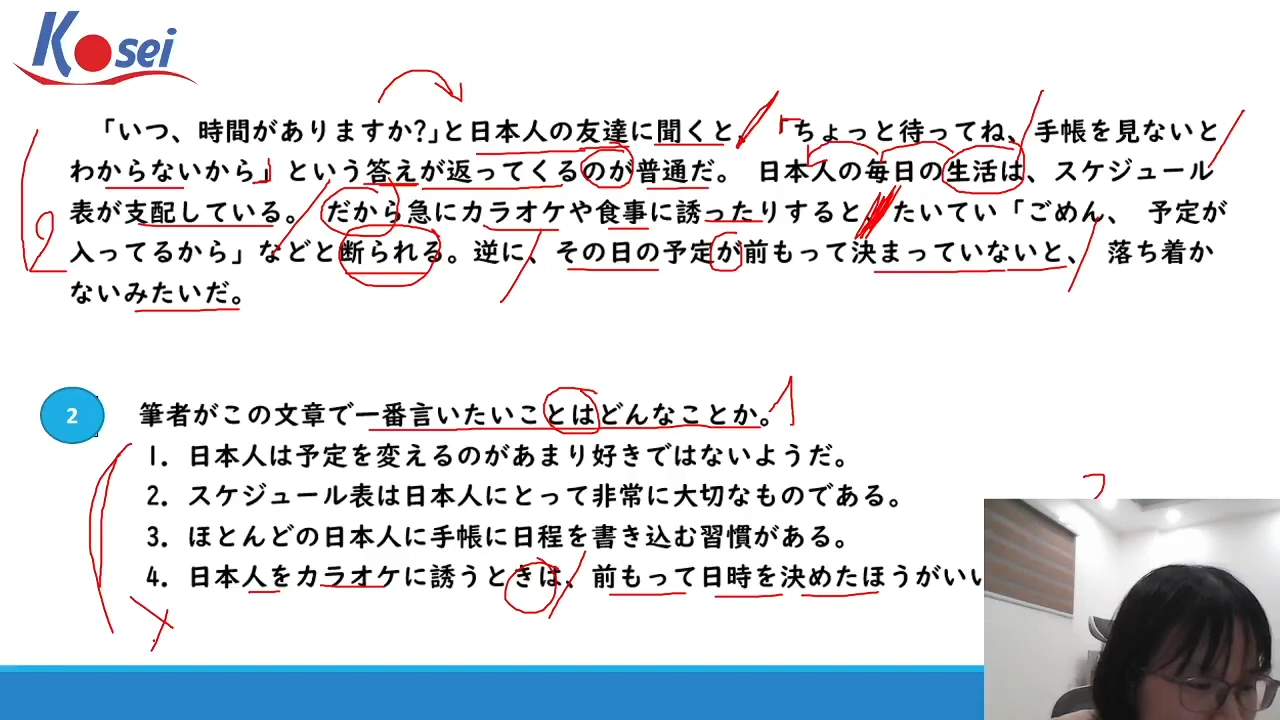 Kosei
「いつ、時間がありますか?」と日本人の友達に聞くと、「ちょっと待ってね、手帳を見ないと
わからないから」という答えが返ってくるのが普通だ。 日本人の毎日の生活は、スケジュール
表が支配している。 だから急にカラオケや食事に誘ったりすると、たいてい「ごめん、 予定が
入ってるから」などと断られる。逆に、その日の予定が前もって決まっていないと、 落ち着か
ないみたいだ。
2 筆者がこの文章で一番言いたいことはどんなことか。
1. 日本人は予定を変えるのがあまり好きではないようだ。
2. スケジュール表は日本人にとって非常に大切なものである。
3. ほとんどの日本人に手帳に日程を書き込む習慣がある。
4. 日本人をカラオケに誘うときは、前もって日時を決めたほうがいい